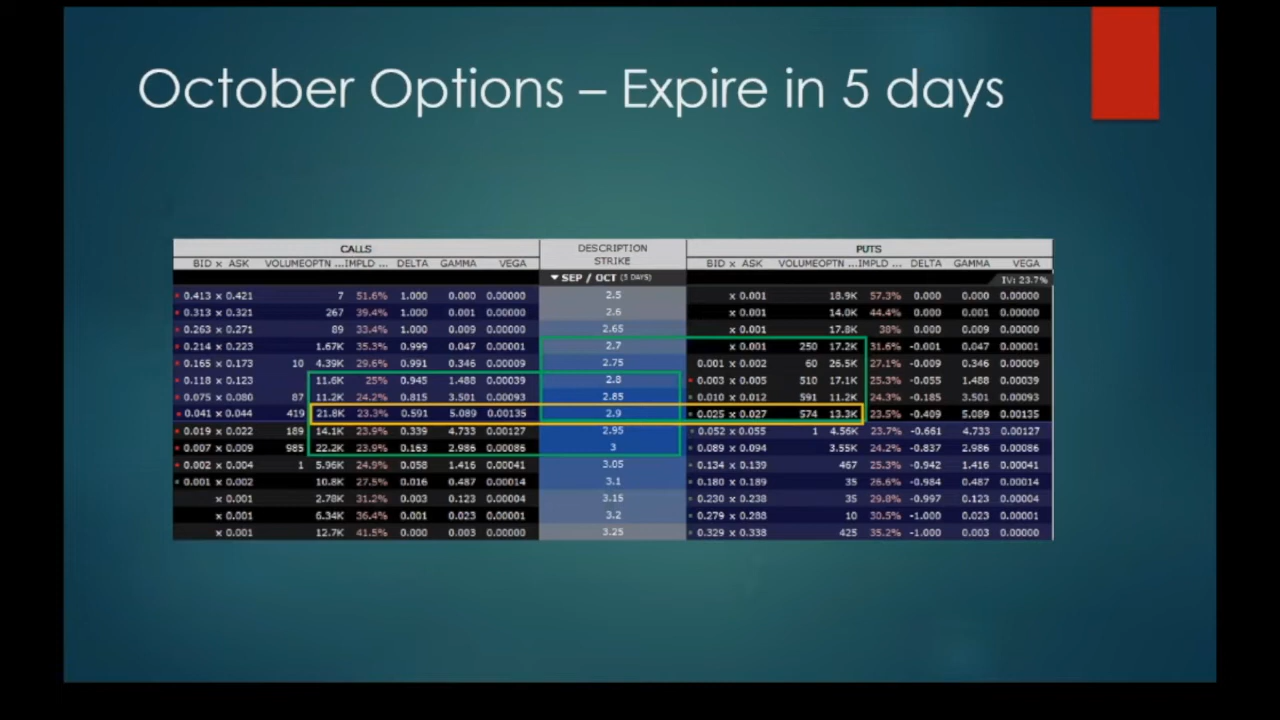 October Options – Expire in 5 days
CALLS DESCRIPTION PUTS
BID x ASK VOLUME OPTN ... IMPLD ... DELTA GAMMA VEGA STRIKE BID x ASK VOLUME OPTN ... IMPLD ... DELTA GAMMA VEGA
SEP / OCT (5 DAYS) IV: 23.7%
0.413 x 0.421 7 51.6% 1.000 0.000 0.00000 2.5 x 0.001 18.9K 57.3% 0.000 0.000 0.00000
0.313 x 0.321 267 39.4% 1.000 0.001 0.00000 2.6 x 0.001 14.0K 44.4% 0.000 0.001 0.00000
0.263 x 0.271 89 33.4% 1.000 0.009 0.00000 2.65 x 0.001 17.8K 38% 0.000 0.009 0.00000
0.214 x 0.223 1.67K 35.3% 0.999 0.047 0.00001 2.7 x 0.001 250 17.2K 31.6% -0.001 0.047 0.00001
0.165 x 0.173 10 4.39K 29.6% 0.991 0.346 0.00009 2.75 0.001 x 0.002 60 26.5K 27.1% -0.009 0.346 0.00009
0.118 x 0.123 11.6K 25% 0.945 1.488 0.00039 2.8 0.003 x 0.005 510 17.1K 25.3% -0.055 1.488 0.00039
0.075 x 0.080 87 11.2K 24.2% 0.815 3.501 0.00093 2.85 0.010 x 0.012 591 11.2K 24.3% -0.185 3.501 0.00093
0.041 x 0.044 419 21.8K 23.3% 0.591 5.089 0.00135 2.9 0.025 x 0.027 574 13.3K 23.5% -0.409 5.089 0.00135
0.019 x 0.022 189 14.1K 23.9% 0.339 4.733 0.00127 2.95 0.052 x 0.055 1 4.56K 23.7% -0.661 4.733 0.00127
0.007 x 0.009 985 22.2K 23.9% 0.163 2.986 0.00086 3 0.089 x 0.094 3.55K 24.2% -0.837 2.986 0.00086
0.002 x 0.004 1 5.96K 24.9% 0.058 1.416 0.00041 3.05 0.134 x 0.139 467 25.3% -0.942 1.416 0.00041
0.001 x 0.002 10.8K 27.5% 0.016 0.487 0.00014 3.1 0.180 x 0.189 35 26.6% -0.984 0.487 0.00014
x 0.001 2.78K 31.2% 0.003 0.123 0.00004 3.15 0.230 x 0.238 35 29.8% -0.997 0.123 0.00004
x 0.001 6.34K 36.4% 0.001 0.023 0.00001 3.2 0.279 x 0.288 10 30.5% -1.000 0.023 0.00001
x 0.001 12.7K 41.5% 0.000 0.003 0.00000 3.25 0.329 x 0.338 425 35.2% -1.000 0.003 0.00000